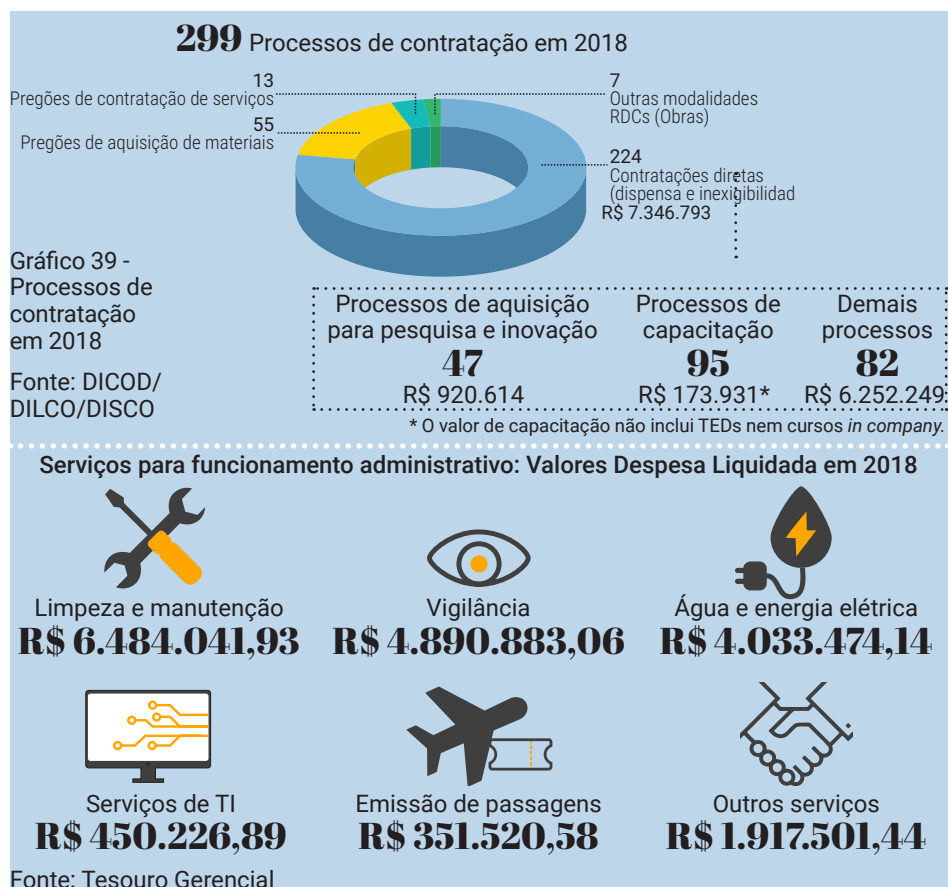 299 Processos de contratação em 2018
13
Pregões de contratação de serviços
55
Pregões de aquisição de materiais
7
Outras modalidades
RDCs (Obras)
224
Contratações diretas
(dispensa e inexigibilidad
R$ 7.346.793
Gráfico 39 -
Processos de
contratação
em 2018
Fonte: DICOD/
DILCO/DISCO
Processos de aquisição
para pesquisa e inovação
47
R$ 920.614
Processos de
capacitação
95
R$ 173.931*
Demais
processos
82
R$ 6.252.249
* O valor de capacitação não inclui TEDs nem cursos in company.
Serviços para funcionamento administrativo: Valores Despesa Liquidada em 2018
Limpeza e manutenção
R$ 6.484.041,93
Vigilância
R$ 4.890.883,06
Água e energia elétrica
R$ 4.033.474,14
Serviços de TI
R$ 450.226,89
Emissão de passagens
R$ 351.520,58
Outros serviços
R$ 1.917.501,44
Fonte: Tesouro Gerencial